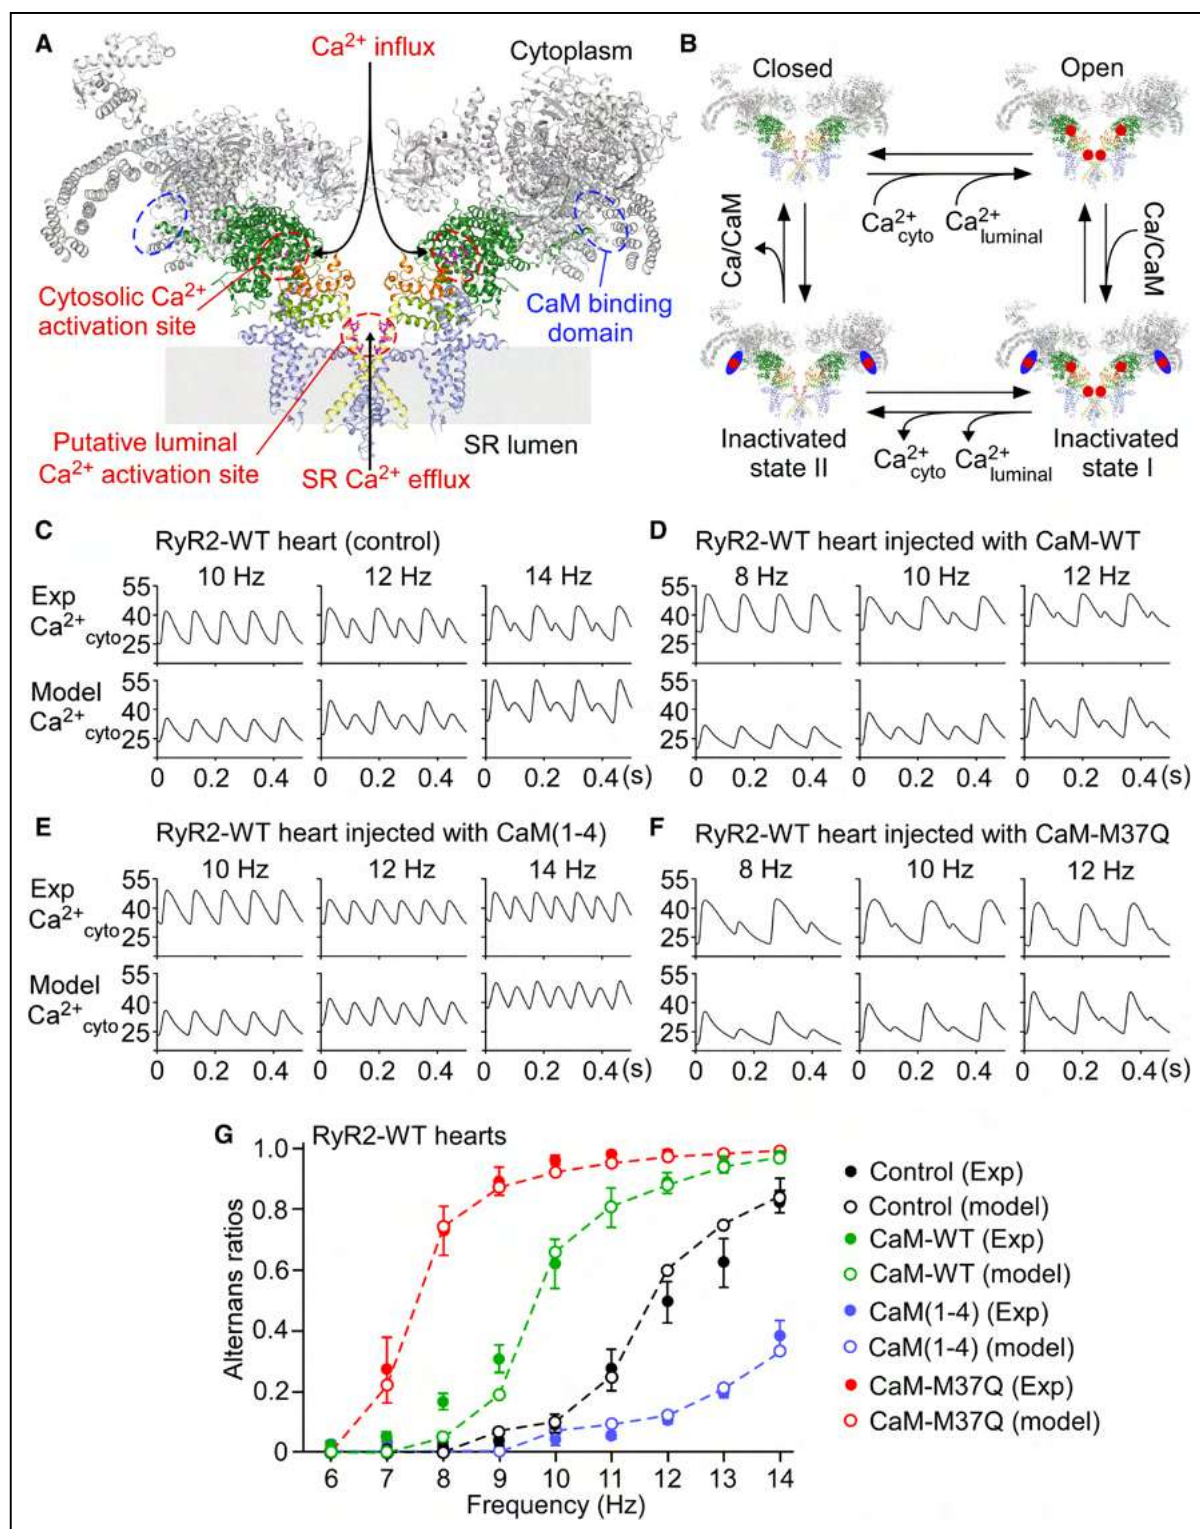 A
Ca2+ influx
Cytoplasm
Cytosolic Ca2+
activation site
CaM binding
domain
Putative luminal
Ca2+ activation site
SR lumen
SR Ca2+ efflux
B
Closed
Open
Ca2+cyto
Ca2+luminal
Ca/CaM
Ca/CaM
Inactivated
state II
Ca2+cyto
Ca2+luminal
Inactivated
state I
C
RyR2-WT heart (control)
10 Hz 12 Hz 14 Hz
Exp
Ca2+cyto
55
40
25
Model
Ca2+cyto
55
40
25
0 0.2 0.4 0 0.2 0.4 0 0.2 0.4 (s)
D
RyR2-WT heart injected with CaM-WT
8 Hz 10 Hz 12 Hz
55
40
25
55
40
25
0 0.2 0.4 0 0.2 0.4 0 0.2 0.4 (s)
E
RyR2-WT heart injected with CaM(1-4)
10 Hz 12 Hz 14 Hz
Exp
Ca2+cyto
55
40
25
Model
Ca2+cyto
55
40
25
0 0.2 0.4 0 0.2 0.4 0 0.2 0.4 (s)
F
RyR2-WT heart injected with CaM-M37Q
8 Hz 10 Hz 12 Hz
55
40
25
55
40
25
0 0.2 0.4 0 0.2 0.4 0 0.2 0.4 (s)
G
RyR2-WT hearts
Alternans ratios
1.0
0.8
0.6
0.4
0.2
0
6 7 8 9 10 11 12 13 14
Frequency (Hz)
Control (Exp)
Control (model)
CaM-WT (Exp)
CaM-WT (model)
CaM(1-4) (Exp)
CaM(1-4) (model)
CaM-M37Q (Exp)
CaM-M37Q (model)